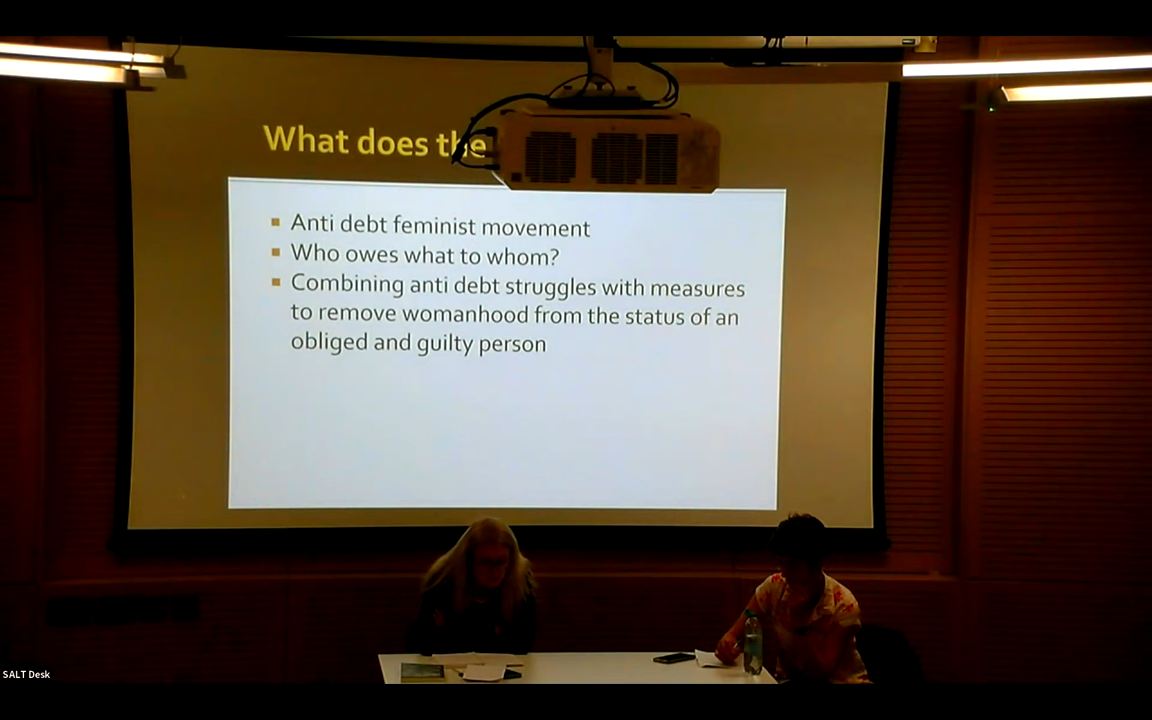 What does the
Anti debt feminist movement
Who owes what to whom?
Combining anti debt struggles with measures
to remove womanhood from the status of an
obliged and guilty person
SALT Desk